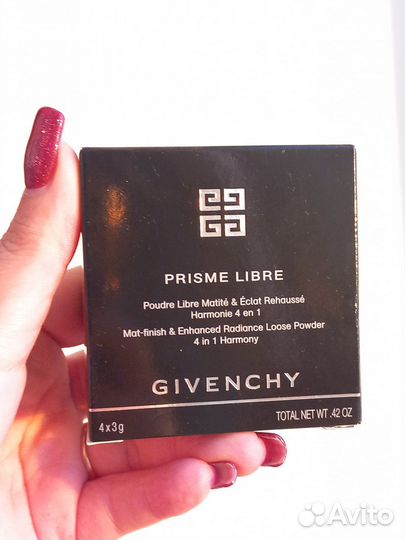 PRISME LIBRE
Poudre Libre Matité & Éclat Rehaussé
Harmonie 4 en 1
Mat-finish & Enhanced Radiance Loose Powder
4 in 1 Harmony
GIVENCHY
4x3g
TOTAL NET WT .42 OZ
Avito